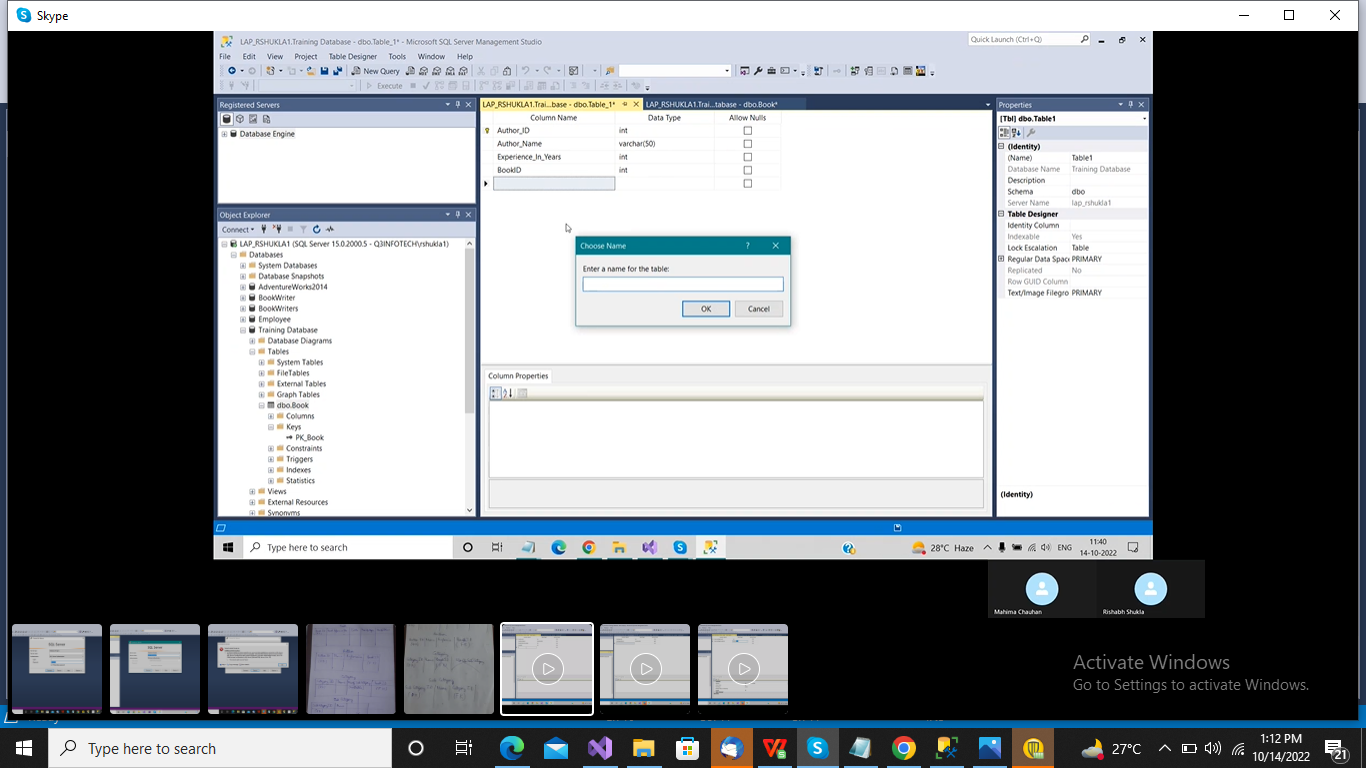 Skype
LAP_RSHUKLA1.Training Database - dbo.Table_1* - Microsoft SQL Server Management Studio
Quick Launch (Ctrl+Q)
File Edit View Project Table Designer Tools Window Help
New Query
Execute
Registered Servers
Database Engine
Object Explorer
Connect
LAP_RSHUKLA1 (SQL Server 15.0.2000.5 - Q3INFOTECH\rshukla1)
Databases
System Databases
Database Snapshots
AdventureWorks2014
BookWriter
BookWriters
Employee
Training Database
Database Diagrams
Tables
System Tables
FileTables
External Tables
Graph Tables
dbo.Book
Columns
Keys
PK_Book
Constraints
Triggers
Indexes
Statistics
Views
External Resources
Synonyms
LAP_RSHUKLA1.Trai...base - dbo.Table_1* LAP_RSHUKLA1.Trai...tabase - dbo.Book*
Column Name Data Type Allow Nulls
Author_ID int
Author_Name varchar(50)
Experience_In_Years int
BookID int
Choose Name ?
Enter a name for the table:
OK Cancel
Column Properties
Properties
[Tbl] dbo.Table1
(Identity)
(Name) Table1
Database Name Training Database
Description
Schema dbo
Server Name lap_rshukla1
Table Designer
Identity Column
Indexable Yes
Lock Escalation Table
Regular Data Spac PRIMARY
Replicated No
Row GUID Column
Text/Image Filegro PRIMARY
(Identity)
Type here to search
28°C Haze
ENG
11:40
14-10-2022
Mahima Chauhan
Rishabh Shukla
SQL Server
SQL Server
Activate Windows
Go to Settings to activate Windows.
Type here to search
27°C
1:12 PM
10/14/2022
21